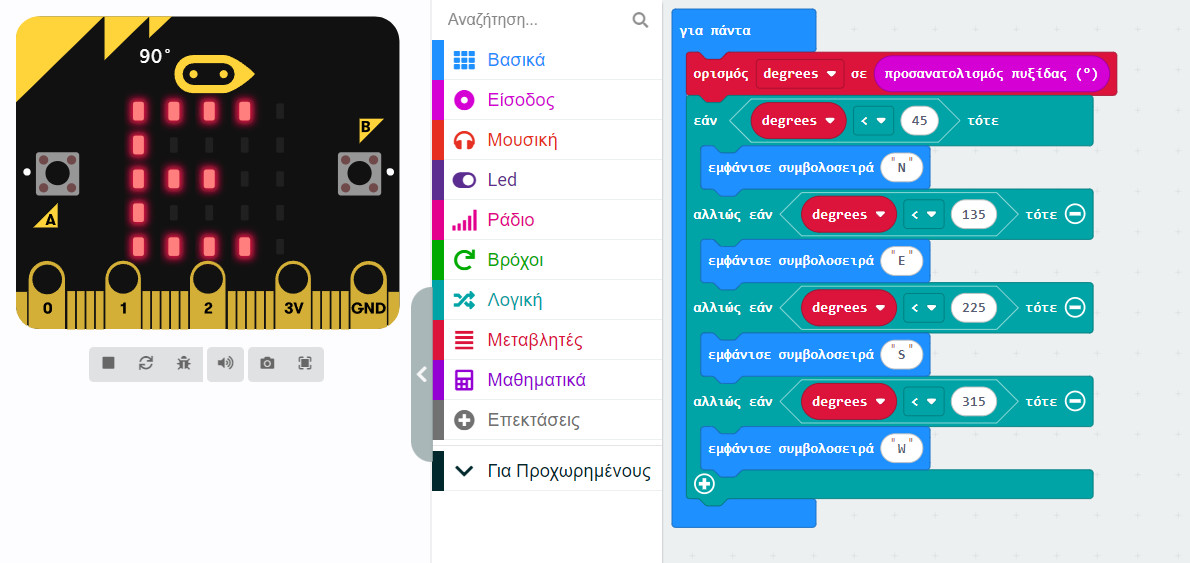 90°
B
A
0 1 2 3V GND
Αναζήτηση...
Βασικά
Είσοδος
Μουσική
Led
Ράδιο
Βρόχοι
Λογική
Μεταβλητές
Μαθηματικά
Επεκτάσεις
Για Προχωρημένους
για πάντα
ορισμός degrees σε προσανατολισμός πυξίδας (°)
εάν degrees < 45 τότε
εμφάνισε συμβολοσειρά "N"
αλλιώς εάν degrees < 135 τότε
εμφάνισε συμβολοσειρά "E"
αλλιώς εάν degrees < 225 τότε
εμφάνισε συμβολοσειρά "S"
αλλιώς εάν degrees < 315 τότε
εμφάνισε συμβολοσειρά "W"